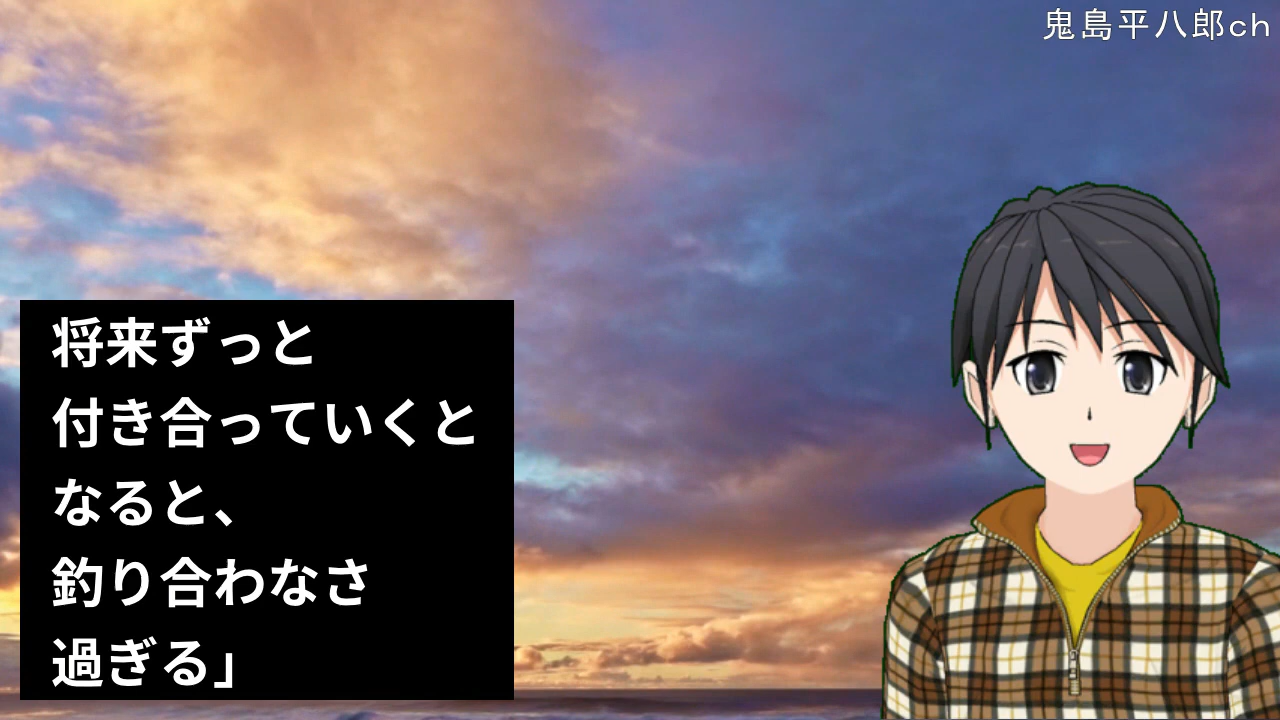 鬼島平八郎ch
将来ずっと
付き合っていくと
なると、
釣り合わなさ
過ぎる」